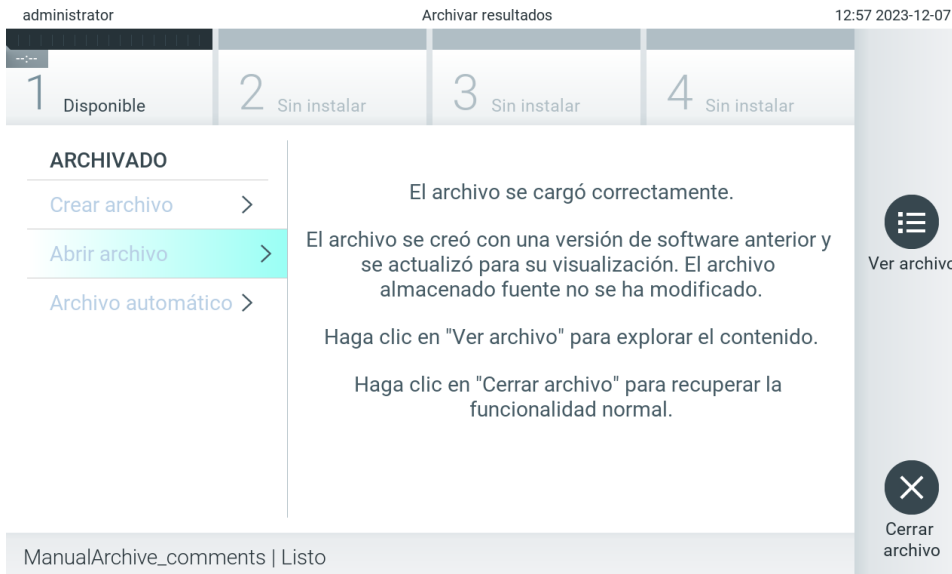 administrator
Archivar resultados
12:57 2023-12-07
--:--
1 Disponible
2 Sin instalar
3 Sin instalar
4 Sin instalar
ARCHIVADO
Crear archivo
Abrir archivo
Archivo automático
El archivo se cargó correctamente.
El archivo se creó con una versión de software anterior y
se actualizó para su visualización. El archivo
almacenado fuente no se ha modificado.
Haga clic en "Ver archivo" para explorar el contenido.
Haga clic en "Cerrar archivo" para recuperar la
funcionalidad normal.
Ver archivo
Cerrar
archivo
ManualArchive_comments | Listo